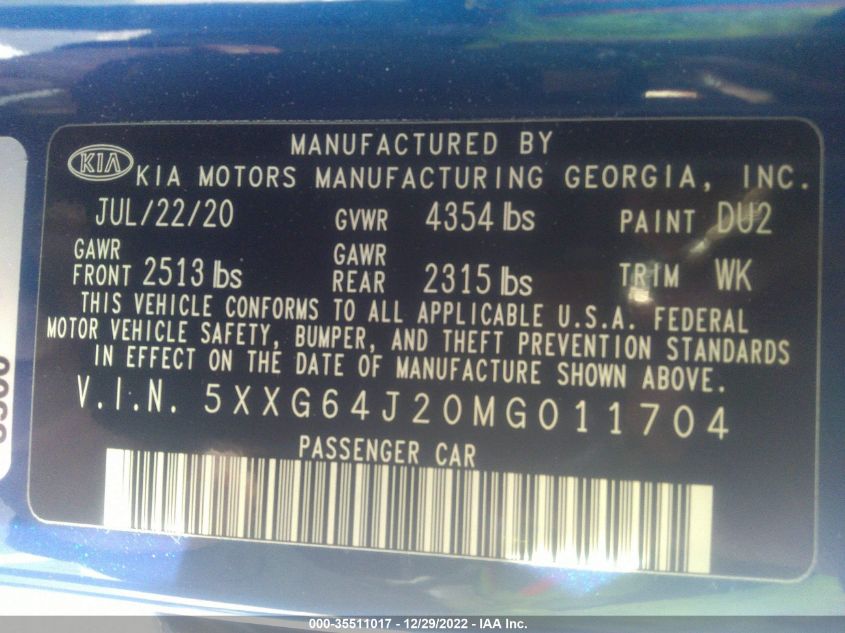 MANUFACTURED BY
KIA KIA MOTORS MANUFACTURING GEORGIA, INC.
JUL/22/20 GVWR 4354 lbs PAINT DU2
GAWR GAWR
FRONT 2513 lbs REAR 2315 lbs TRIM WK
THIS VEHICLE CONFORMS TO ALL APPLICABLE U.S.A. FEDERAL
MOTOR VEHICLE SAFETY, BUMPER, AND THEFT PREVENTION STANDARDS
IN EFFECT ON THE DATE OF MANUFACTURE SHOWN ABOVE.
V.I.N. 5XXG64J20MG011704
PASSENGER CAR
000-35511017 - 12/29/2022 - IAA Inc.